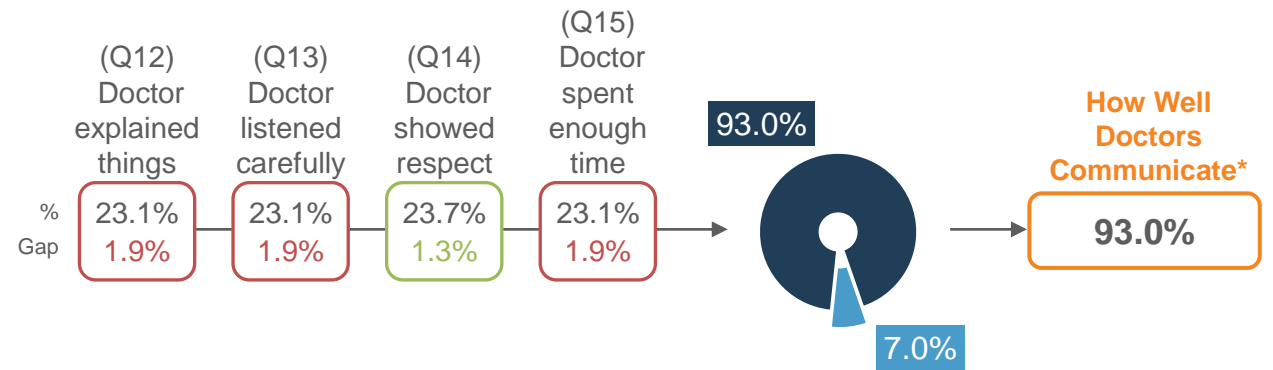 (Q12)
Doctor
explained
things
(Q13)
Doctor
listened
carefully
(Q14)
Doctor
showed
respect
(Q15)
Doctor
spent
enough
time
%
Gap
23.1%
1.9%
23.1%
1.9%
23.7%
1.3%
23.1%
1.9%
93.0%
7.0%
How Well
Doctors
Communicate*
93.0%